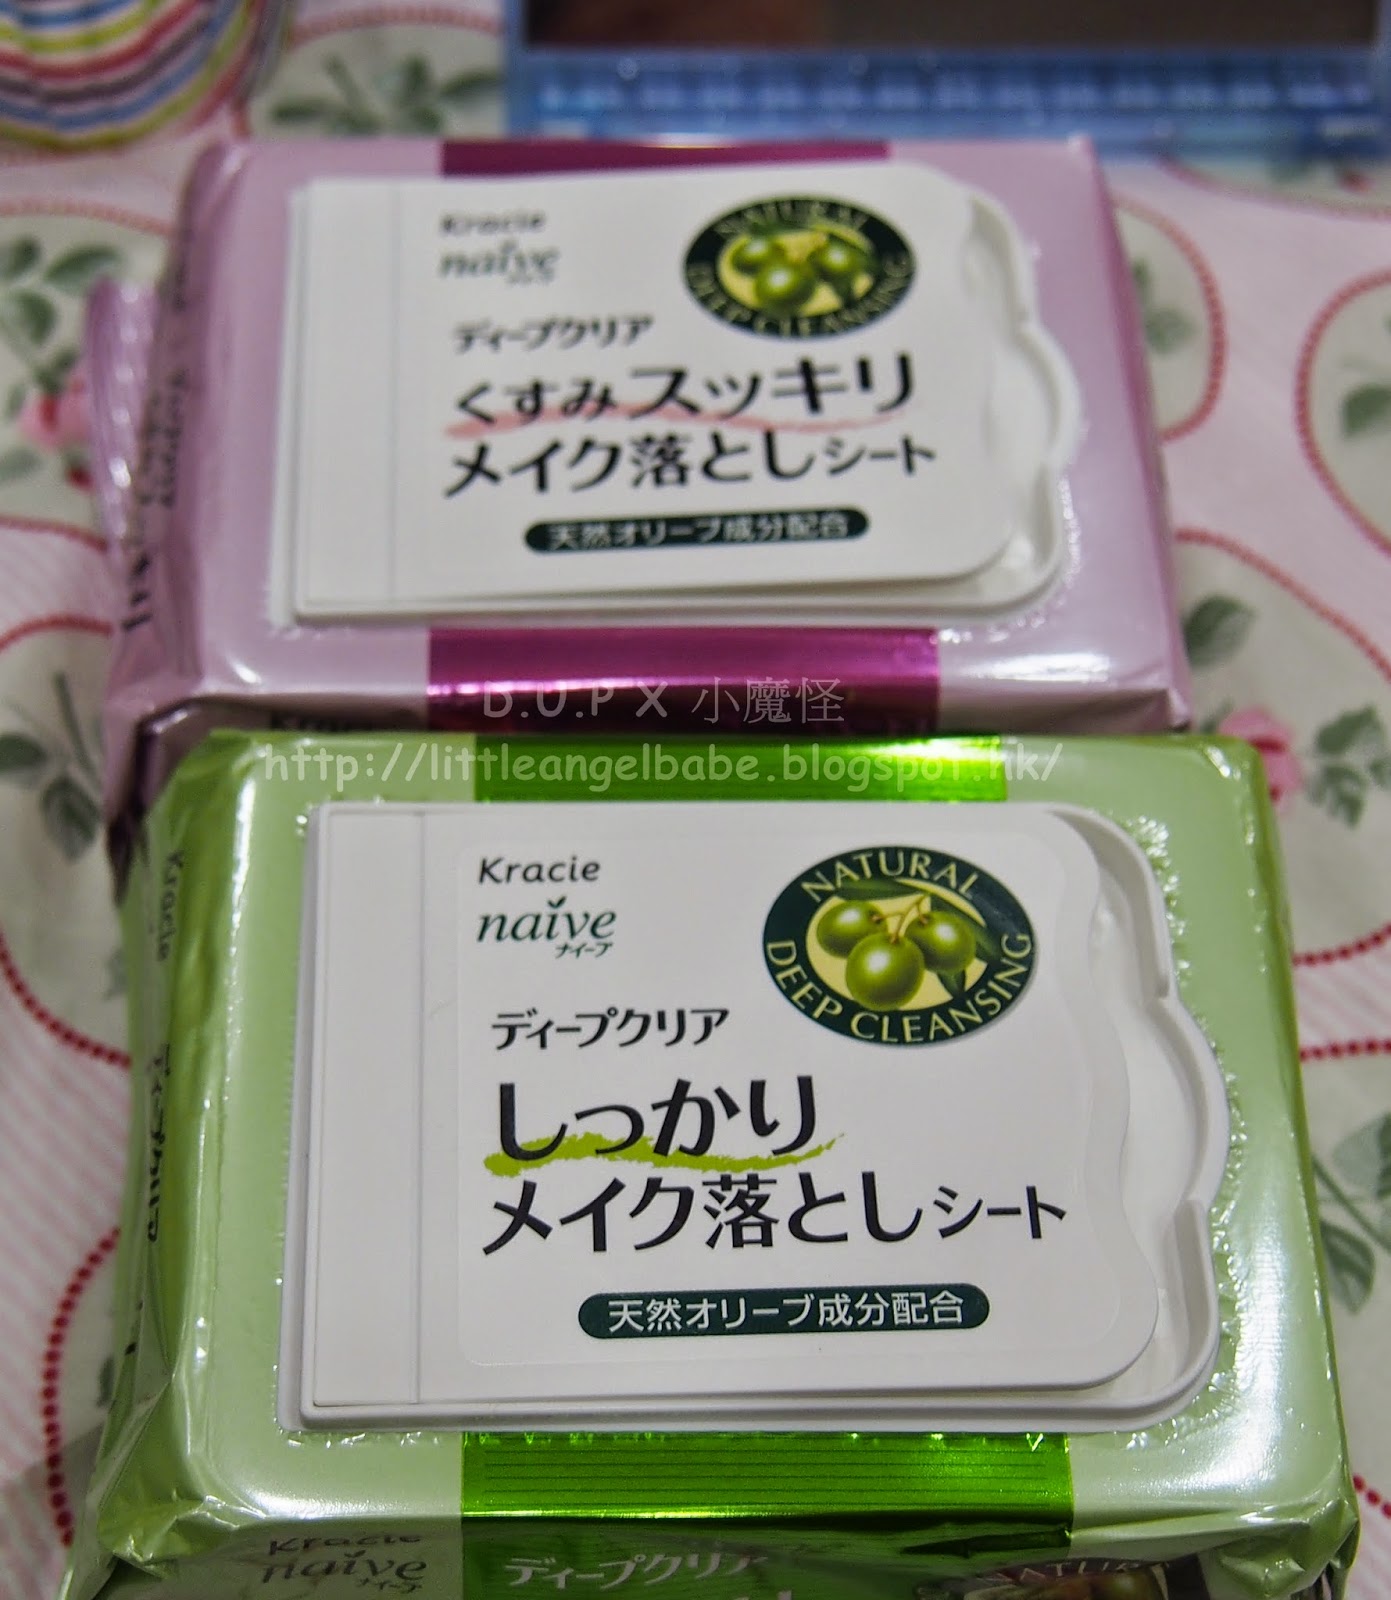 Kracie
naive
ナイーブ
NATURAL
DEEP CLEANSING
ディープクリア
くすみスッキリ
メイク落としシート
天然オリーブ成分配合
D.U.P X 小魔怪
http://littleangelbabe.blogspot.hk/
Kracie
naive
ナイーブ
NATURAL
DEEP CLEANSING
ディープクリア
しっかり
メイク落としシート
天然オリーブ成分配合
Kracie
Kracie
naive
ナイーブ
ディープクリア